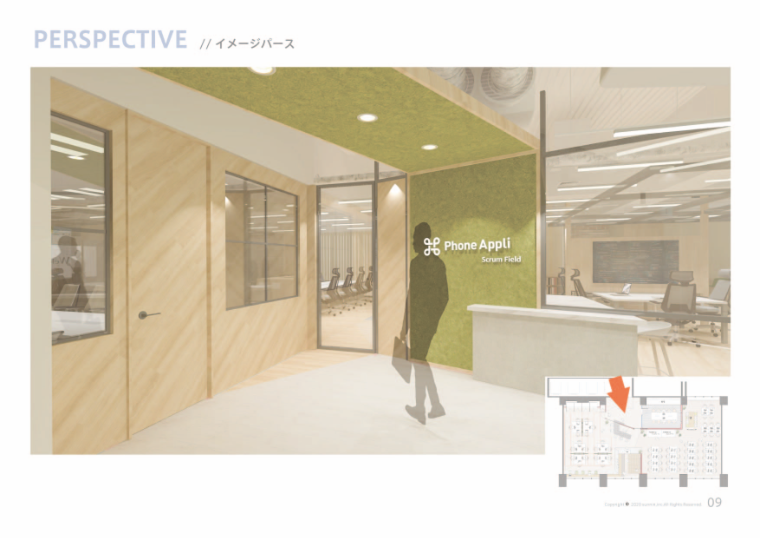 PERSPECTIVE // イメージパース
Phone Appli
Scrum Field
09